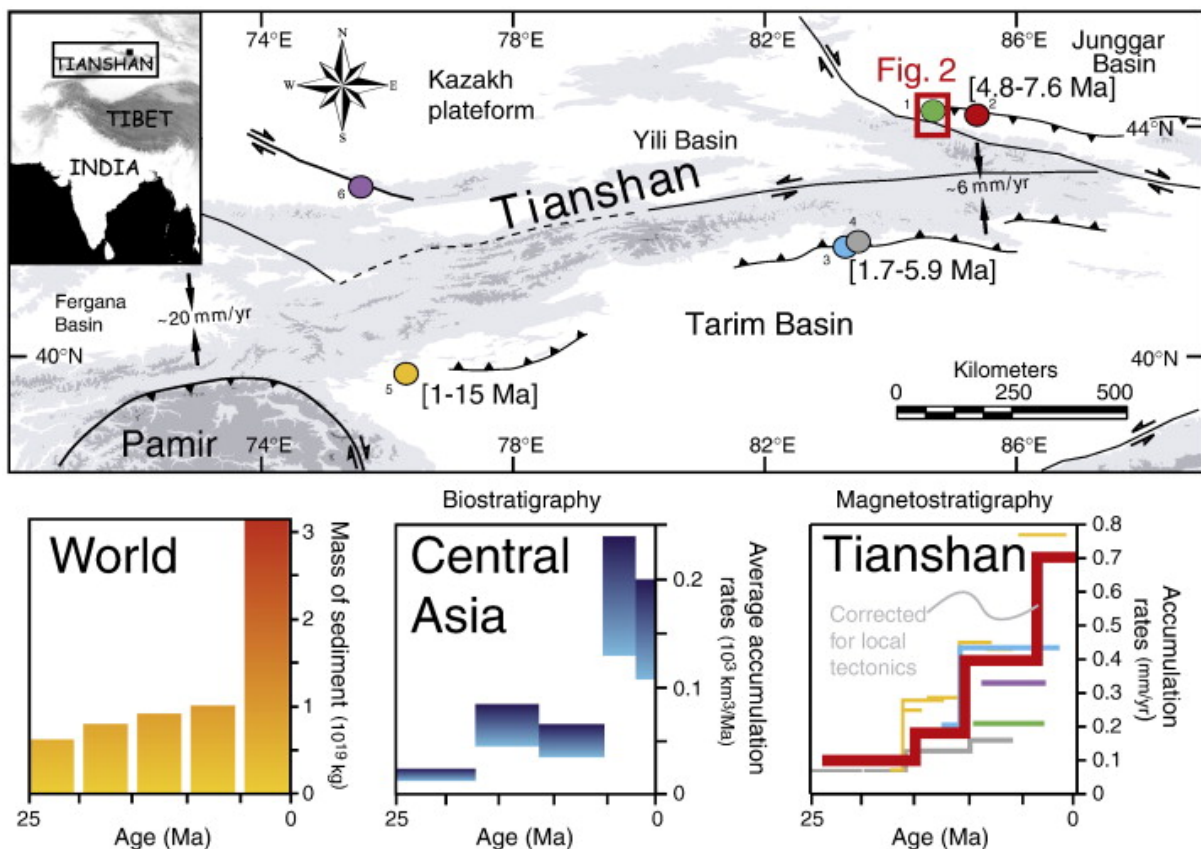 74°E
78°E
82°E
86°E
N
W
E
S
TIANSHAN
TIBET
INDIA
Kazakh
plateform
Junggar
Basin
Fig. 2
[4.8-7.6 Ma]
1
2
44°N
Yili Basin
Tianshan
6
~6 mm/yr
4
3
[1.7-5.9 Ma]
Fergana
Basin
~20 mm/yr
Tarim Basin
40°N
40°N
5
[1-15 Ma]
Kilometers
0
250
500
Pamir
74°E
78°E
82°E
86°E
World
3
2
1
0
Mass of
sediment (10^19 kg)
25
0
Age (Ma)
Biostratigraphy
Central
Asia
0.2
0.1
0
Average accumulation
rates (10^3 km^3/Ma)
25
0
Age (Ma)
Magnetostratigraphy
Tianshan
Corrected
for local
tectonics
0.8
0.7
0.6
0.5
0.4
0.3
0.2
0.1
0
Accumulation
rates (mm/yr)
25
0
Age (Ma)